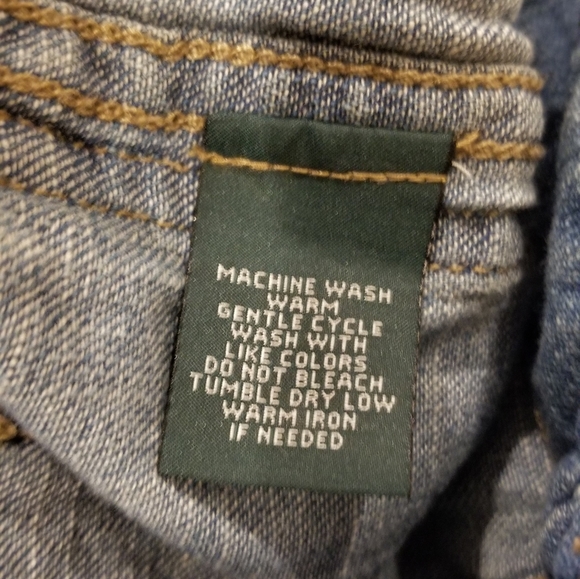 MACHINE WASH
WARM
GENTLE CYCLE
WASH WITH
LIKE COLORS
DO NOT BLEACH
TUMBLE DRY LOW
WARM IRON
IF NEEDED